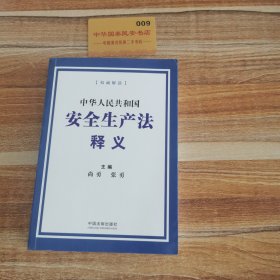 009
中华国泰民安书店
【权威解读】
中华人民共和国
安全生产法
释义
主编
尚勇 张勇
中国法制出版社